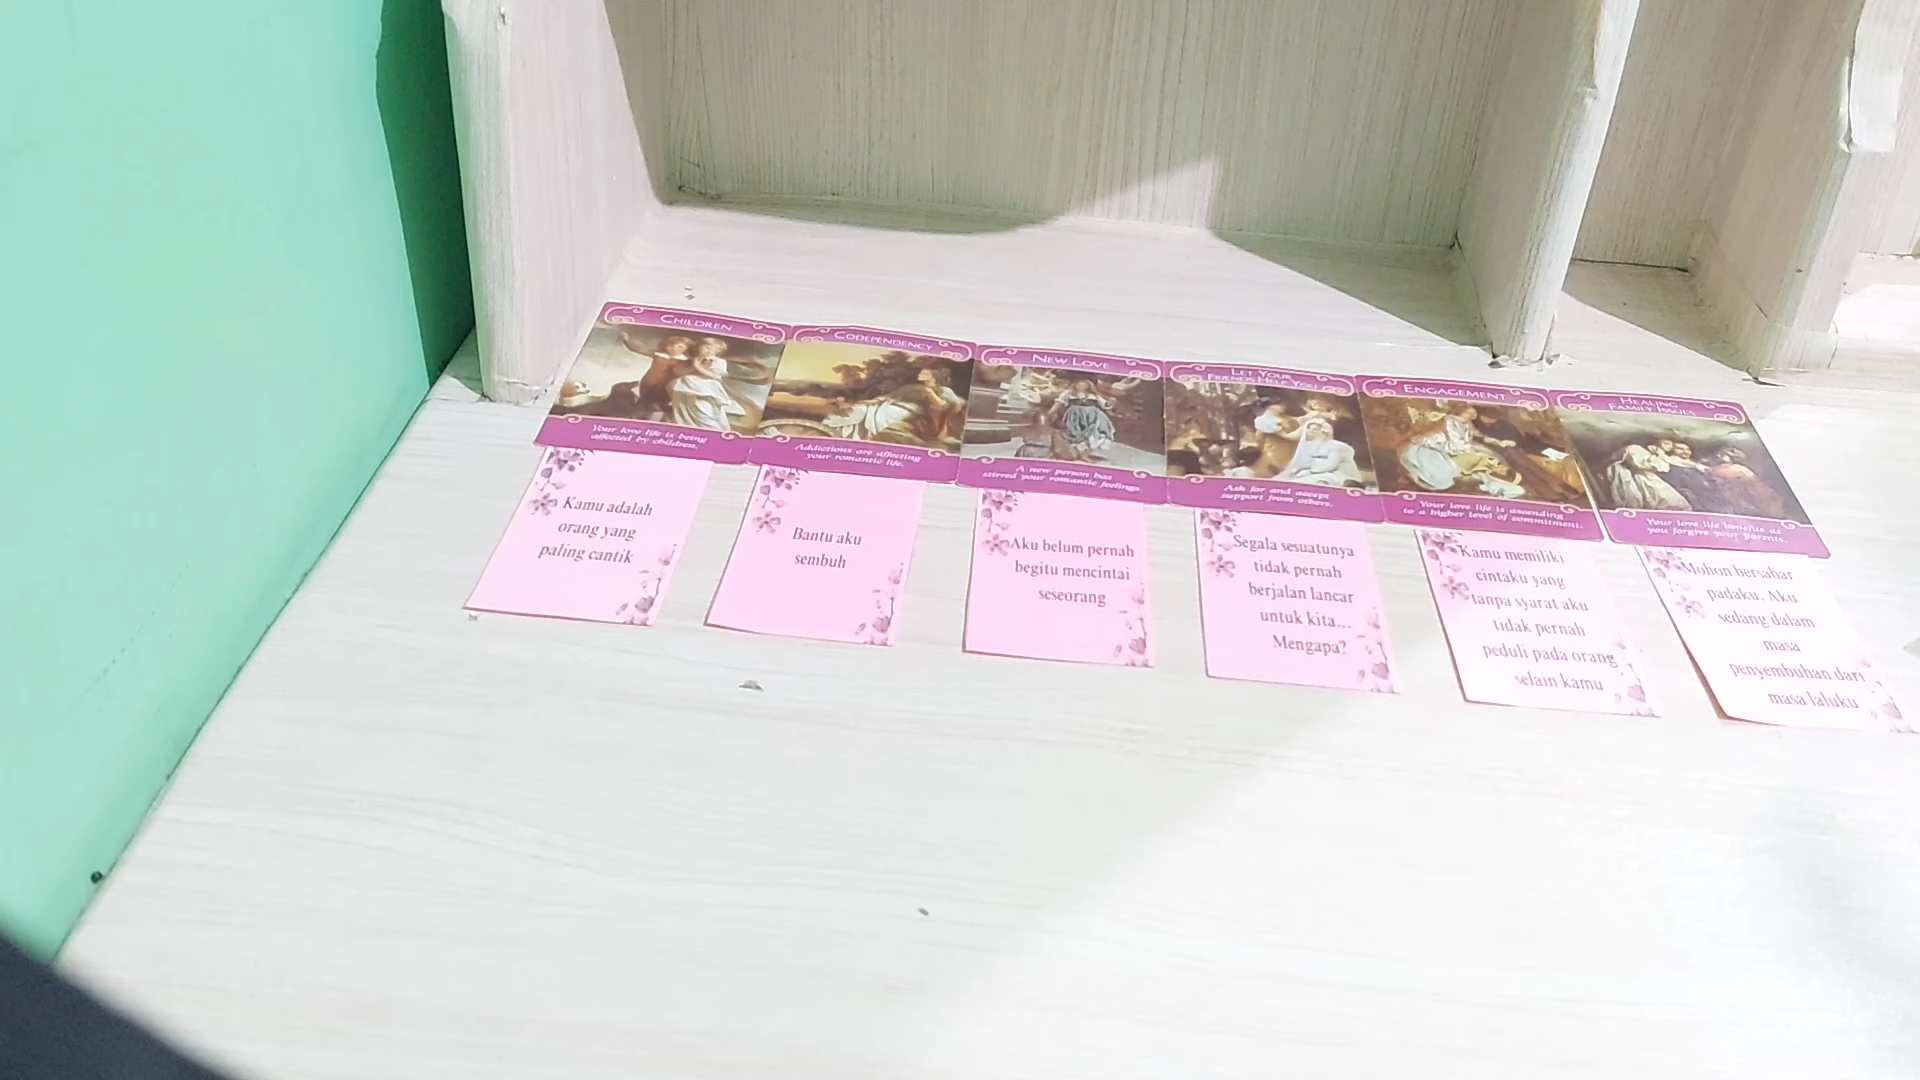 CHILDREN
Your love life is being
affected by children.
CODEPENDENCY
Addictions are affecting
your romantic life.
NEW LOVE
A new person has
stirred your romantic feelings.
LET YOUR
FRIENDS HELP YOU
Ask for and accept
support from others.
ENGAGEMENT
Your love life is ascending
to a higher level of commitment.
HEALING
FAMILY ISSUES
Your love life benefits as
you forgive your parents.
Kamu adalah
orang yang
paling cantik
Bantu aku
sembuh
Aku belum pernah
begitu mencintai
seseorang
Segala sesuatunya
tidak pernah
berjalan lancar
untuk kita...
Mengapa?
Kamu memiliki
cintaku yang
tanpa syarat aku
tidak pernah
peduli pada orang
selain kamu
Mohon bersabar
padaku. Aku
sedang dalam
masa
penyembuhan dari
masa laluku